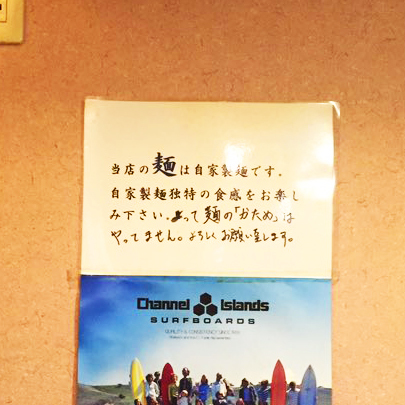 当店の麺は自家製麺です.
自家製麺独特の食感をお楽し
み下さい。よって麺の「かため」は
やってません。よろしくお願い致します。
Channel Islands
SURFBOARDS